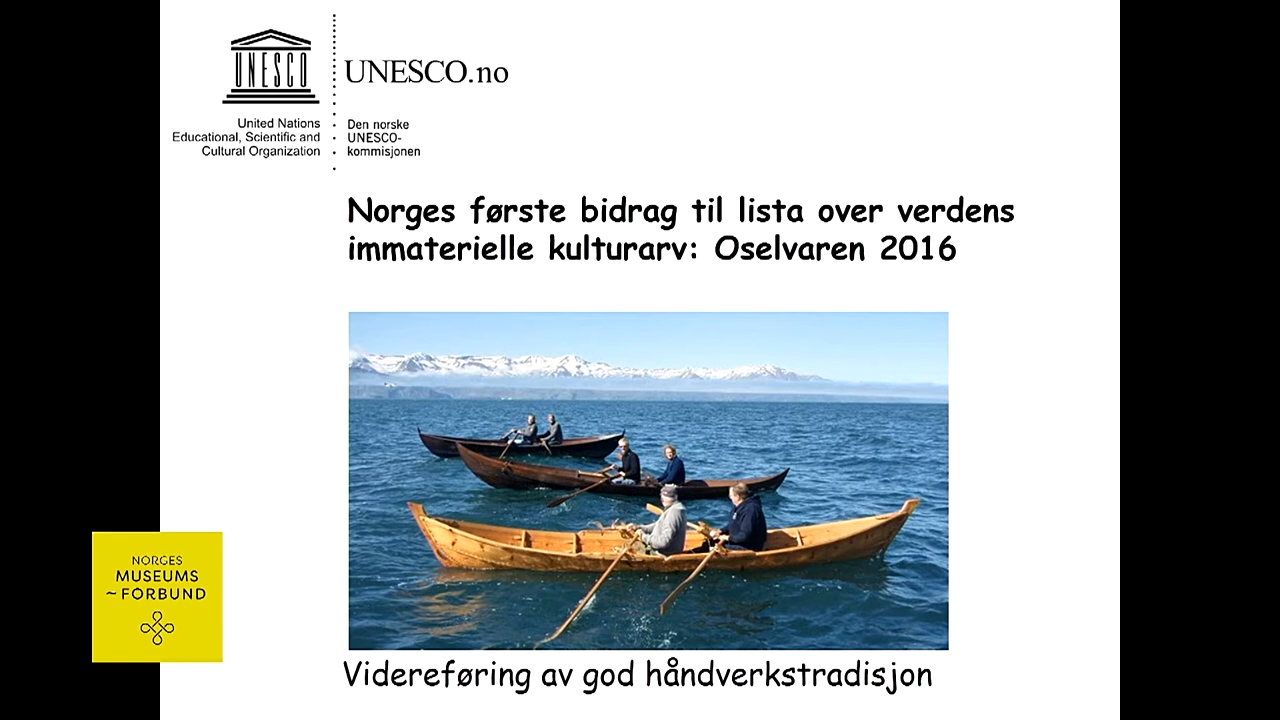 UNESCO
United Nations
Educational, Scientific and
Cultural Organization
UNESCO.no
Den norske
UNESCO-
kommisjonen
Norges første bidrag til lista over verdens
immaterielle kulturarv: Oselvaren 2016
NORGES
MUSEUMS
~FORBUND
Videreføring av god håndverkstradisjon